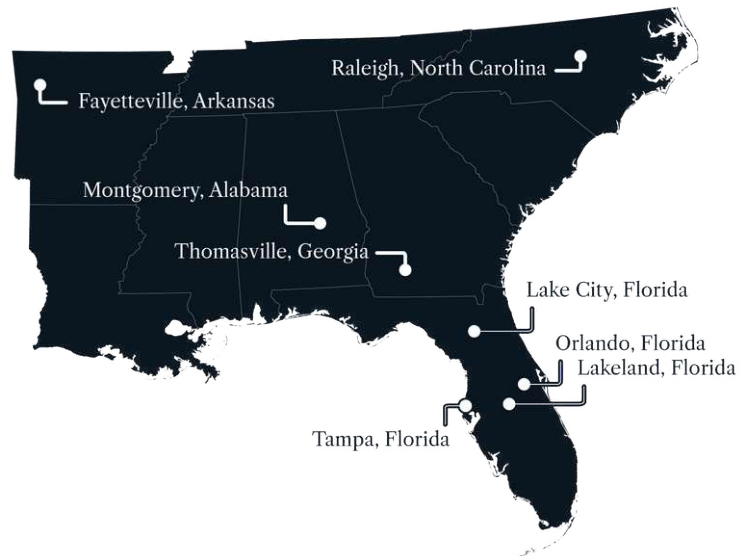 Raleigh, North Carolina
Fayetteville, Arkansas
Montgomery, Alabama
Thomasville, Georgia
Lake City, Florida
Orlando, Florida
Lakeland, Florida
Tampa, Florida